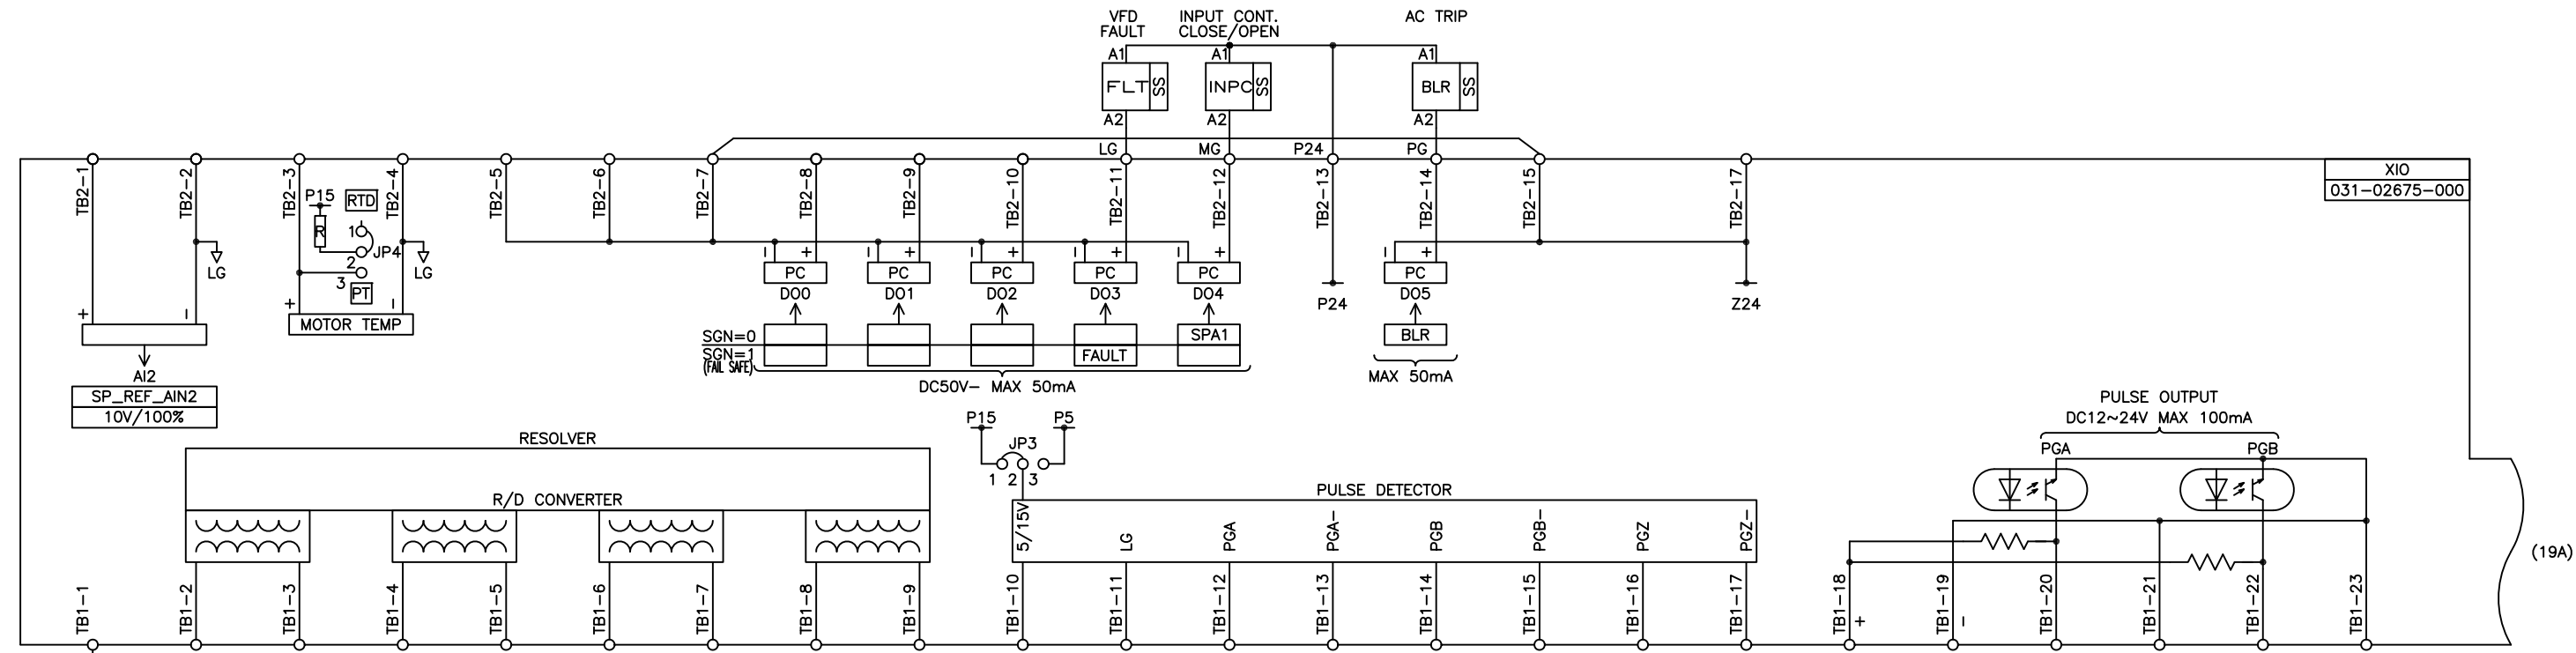 VFD
FAULT
INPUT CONT.
CLOSE/OPEN
AC TRIP
A1
A1
A1
FLT
SS
INPC
SS
BLR
SS
A2
A2
A2
LG
MG
P24
PG
TB2-1
TB2-2
TB2-3
TB2-4
TB2-5
TB2-6
TB2-7
TB2-8
TB2-9
TB2-10
TB2-11
TB2-12
TB2-13
TB2-14
TB2-15
TB2-17
XIO
031-02675-000
P15
RTD
R
1
JP4
2
3
PT
LG
LG
+ -
+ -
MOTOR TEMP
- +
- +
- +
- +
- +
- +
PC
PC
PC
PC
PC
PC
DO0
DO1
DO2
DO3
DO4
DO5
P24
Z24
SGN=0
SPA1
BLR
SGN=1
FAULT
(FAIL SAFE)
DC50V- MAX 50mA
MAX 50mA
AI2
SP_REF_AIN2
10V/100%
PULSE OUTPUT
DC12~24V MAX 100mA
PGA
PGB
P15
P5
JP3
1 2 3
RESOLVER
R/D CONVERTER
PULSE DETECTOR
5/15V
LG
PGA
PGA-
PGB
PGB-
PGZ
PGZ-
(19A)
TB1-1
TB1-2
TB1-3
TB1-4
TB1-5
TB1-6
TB1-7
TB1-8
TB1-9
TB1-10
TB1-11
TB1-12
TB1-13
TB1-14
TB1-15
TB1-16
TB1-17
TB1-18
+
TB1-19
-
TB1-20
TB1-21
TB1-22
TB1-23